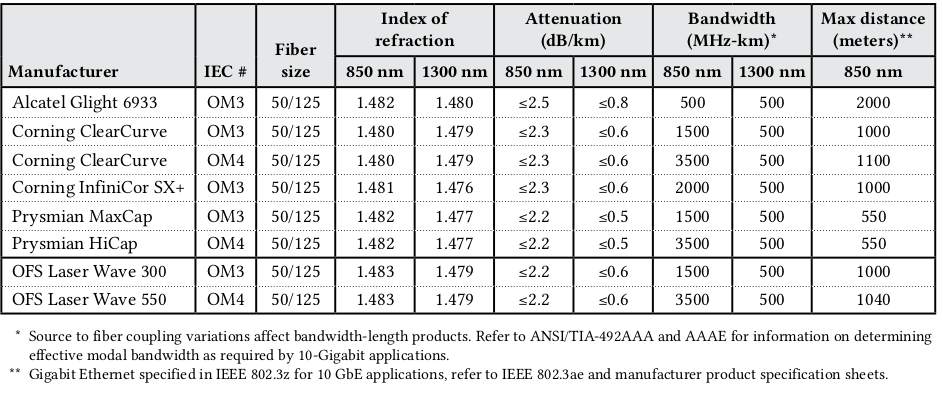 Index of refraction Attenuation (dB/km) Bandwidth (MHz-km)* Max distance (meters)**
Manufacturer IEC # Fiber size 850 nm 1300 nm 850 nm 1300 nm 850 nm 1300 nm 850 nm
Alcatel Glight 6933 OM3 50/125 1.482 1.480 ≤2.5 ≤0.8 500 500 2000
Corning ClearCurve OM3 50/125 1.480 1.479 ≤2.3 ≤0.6 1500 500 1000
Corning ClearCurve OM4 50/125 1.480 1.479 ≤2.3 ≤0.6 3500 500 1100
Corning InfiniCor SX+ OM3 50/125 1.481 1.476 ≤2.3 ≤0.6 2000 500 1000
Prysmian MaxCap OM3 50/125 1.482 1.477 ≤2.2 ≤0.5 1500 500 550
Prysmian HiCap OM4 50/125 1.482 1.477 ≤2.2 ≤0.5 3500 500 550
OFS Laser Wave 300 OM3 50/125 1.483 1.479 ≤2.2 ≤0.6 1500 500 1000
OFS Laser Wave 550 OM4 50/125 1.483 1.479 ≤2.2 ≤0.6 3500 500 1040
* Source to fiber coupling variations affect bandwidth-length products. Refer to ANSI/TIA-492AAA and AAAE for information on determining
effective modal bandwidth as required by 10-Gigabit applications.
** Gigabit Ethernet specified in IEEE 802.3z for 10 GbE applications, refer to IEEE 802.3ae and manufacturer product specification sheets.